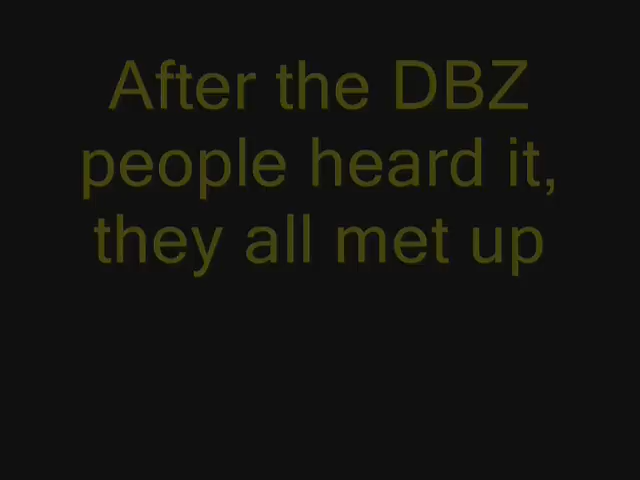 After the DBZ
people heard it,
they all met up